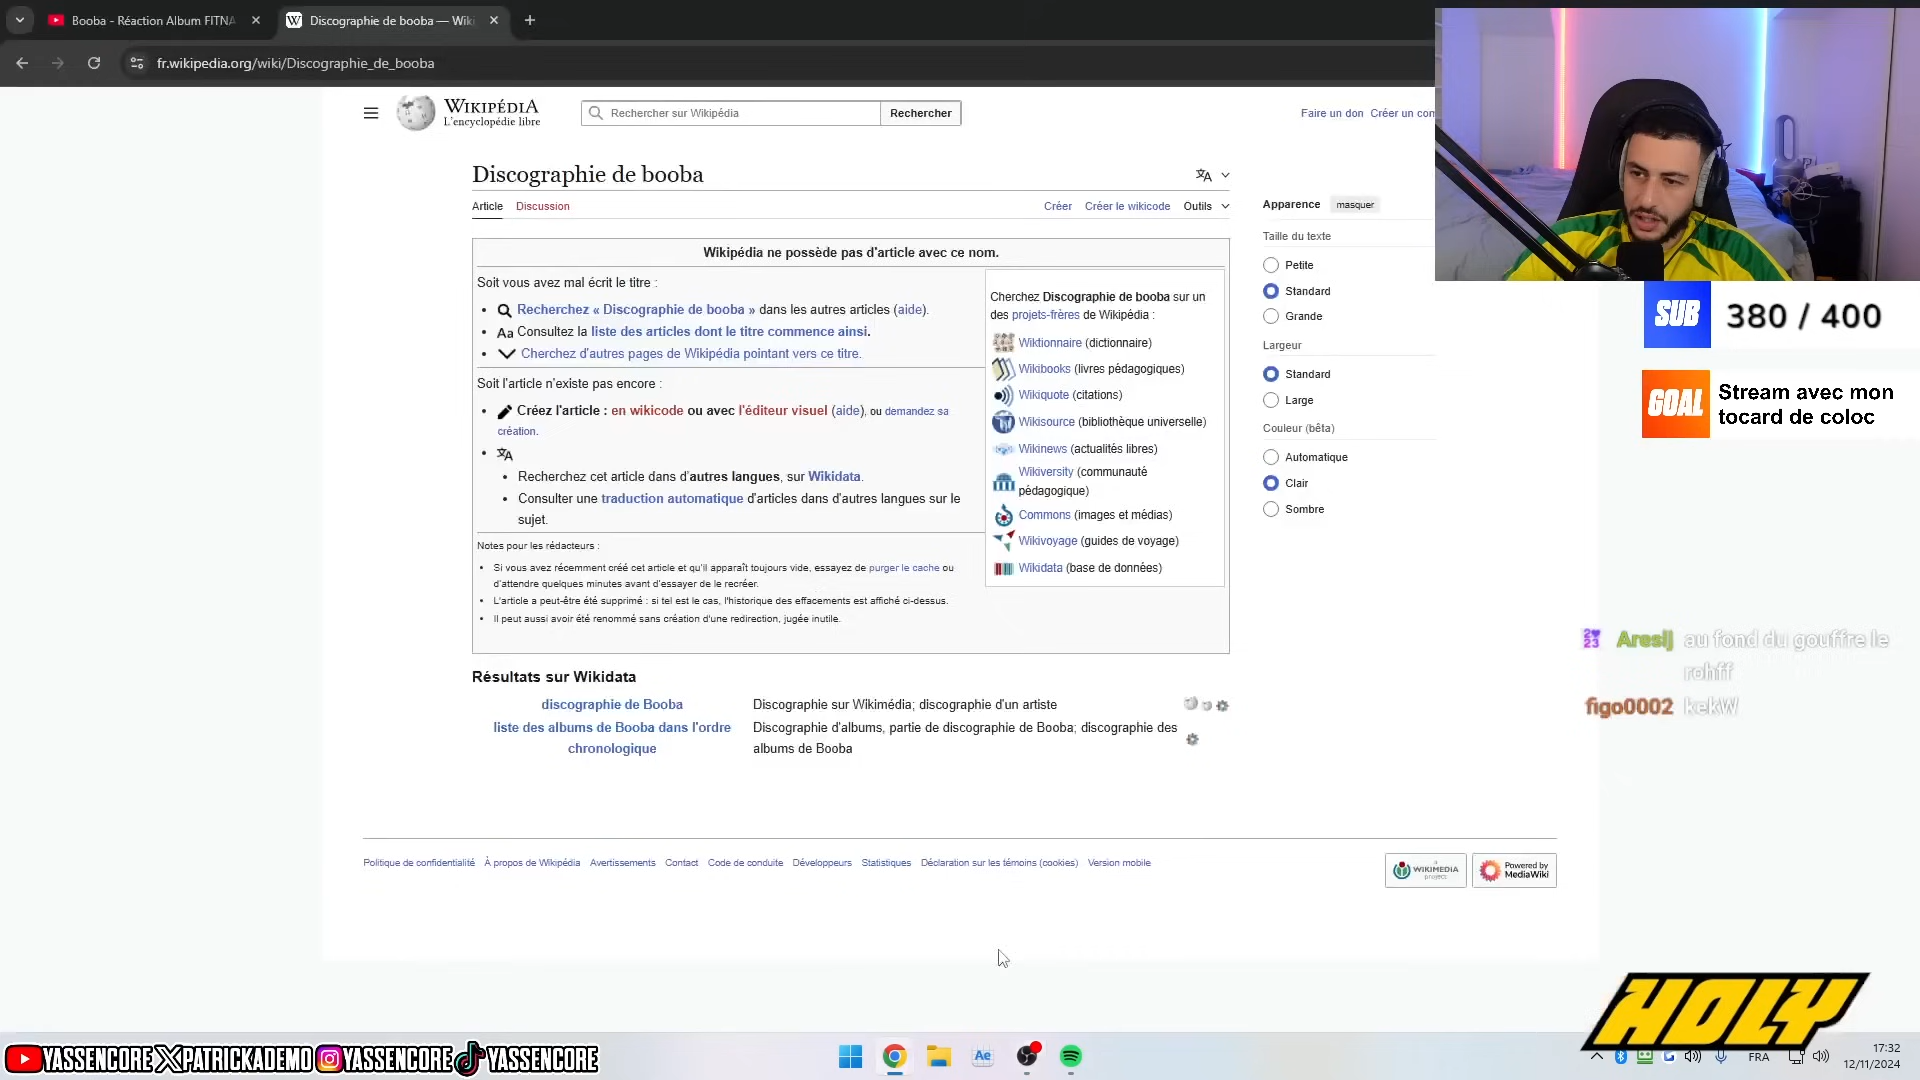 Booba - Réaction Album FITNA
Discographie de booba — Wiki
fr.wikipedia.org/wiki/Discographie_de_booba
WIKIPÉDIA
L'encyclopédie libre
Rechercher sur Wikipédia
Rechercher
Faire un don Créer un com
Discographie de booba
Article Discussion
Créer Créer le wikicode Outils
Wikipédia ne possède pas d'article avec ce nom.
Soit vous avez mal écrit le titre :
Recherchez « Discographie de booba » dans les autres articles (aide).
Aa Consultez la liste des articles dont le titre commence ainsi.
Cherchez d'autres pages de Wikipédia pointant vers ce titre.
Soit l'article n'existe pas encore :
Créez l'article : en wikicode ou avec l'éditeur visuel (aide), ou demandez sa
création.
Recherchez cet article dans d'autres langues, sur Wikidata.
Consulter une traduction automatique d'articles dans d'autres langues sur le
sujet.
Notes pour les rédacteurs :
Si vous avez récemment créé cet article et qu'il apparaît toujours vide, essayez de purger le cache ou
d'attendre quelques minutes avant d'essayer de le recréer.
L'article a peut-être été supprimé : si tel est le cas, l'historique des effacements est affiché ci-dessus.
Il peut aussi avoir été renommé sans création d'une redirection, jugée inutile.
Cherchez Discographie de booba sur un
des projets-frères de Wikipédia :
Wiktionnaire (dictionnaire)
Wikibooks (livres pédagogiques)
Wikiquote (citations)
Wikisource (bibliothèque universelle)
Wikinews (actualités libres)
Wikiversity (communauté
pédagogique)
Commons (images et médias)
Wikivoyage (guides de voyage)
Wikidata (base de données)
Résultats sur Wikidata
discographie de Booba
Discographie sur Wikimédia; discographie d'un artiste
liste des albums de Booba dans l'ordre
chronologique
Discographie d'albums, partie de discographie de Booba; discographie des
albums de Booba
Apparence masquer
Taille du texte
Petite
Standard
Grande
Largeur
Standard
Large
Couleur (bêta)
Automatique
Clair
Sombre
SUB 380 / 400
GOAL
Stream avec mon
tocard de coloc
Aresij au fond du gouffre le
rohff
figo0002 kekW
Politique de confidentialité À propos de Wikipédia Avertissements Contact Code de conduite Développeurs Statistiques Déclaration sur les témoins (cookies) Version mobile
A
WIKIMEDIA
project
Powered by
MediaWiki
HOLY
YASSENCORE PATRICKADEMO YASSENCORE YASSENCORE
Ae
FRA
17:32
12/11/2024